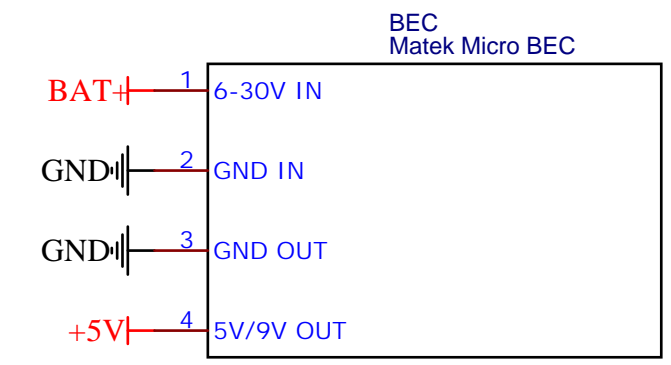 BEC
Matek Micro BEC
BAT+ 1 6-30V IN
GND 2 GND IN
GND 3 GND OUT
+5V 4 5V/9V OUT